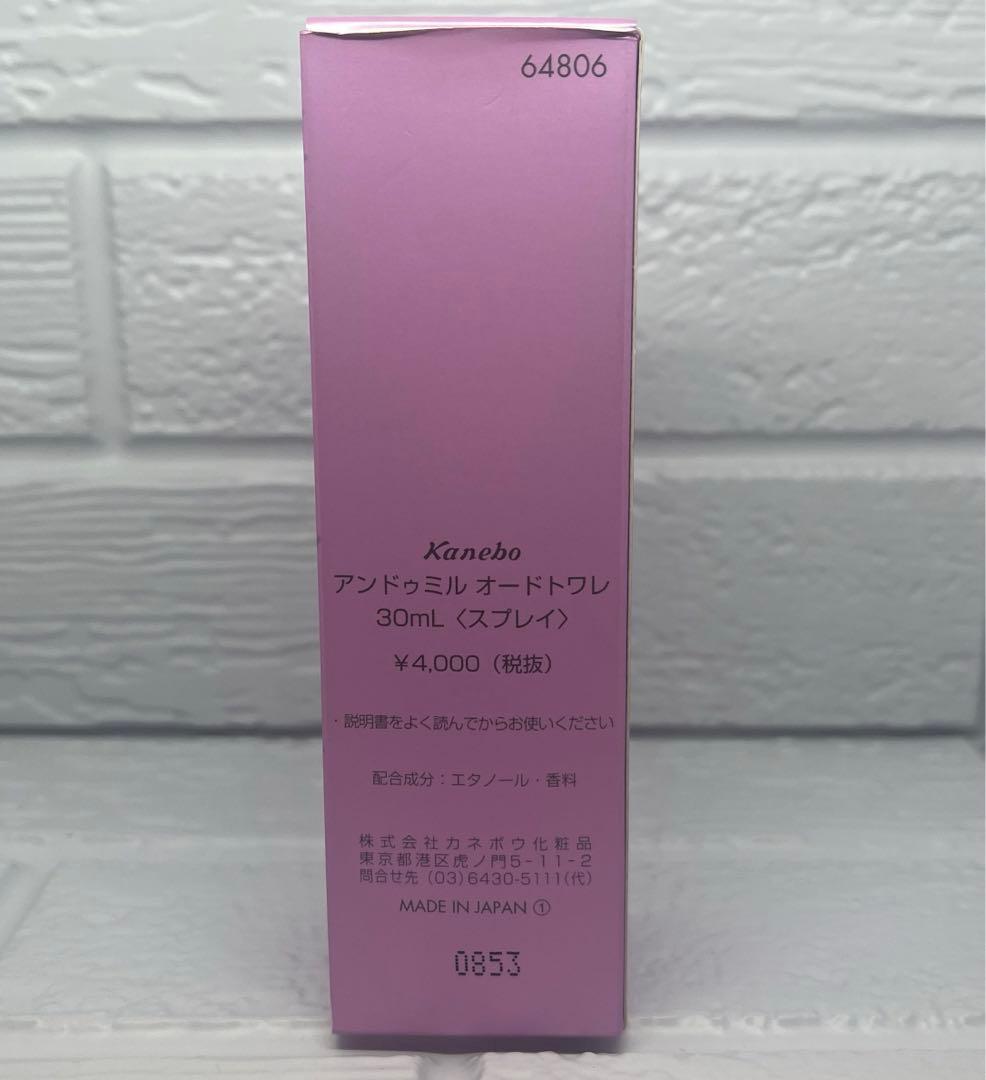 64806
Kanebo
アンドゥミル オードトワレ
30mL〈スプレイ〉
¥4,000（税抜）
・説明書をよく読んでからお使いください
配合成分：エタノール・香料
株式会社カネボウ化粧品
東京都港区虎ノ門5-11-2
問合せ先（03）6430-5111（代）
MADE IN JAPAN ①
0853